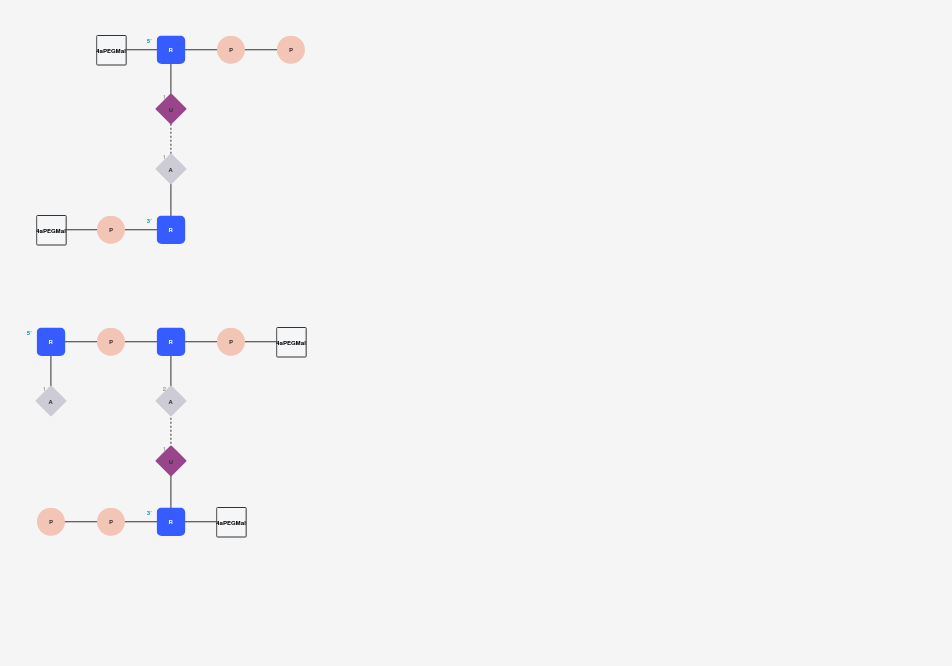 5'
4aPEGMal R P P
1
U
1
A
3'
4aPEGMal P R
5'
R P R P 4aPEGMal
1 2
A A
1
U
3'
P P R 4aPEGMal